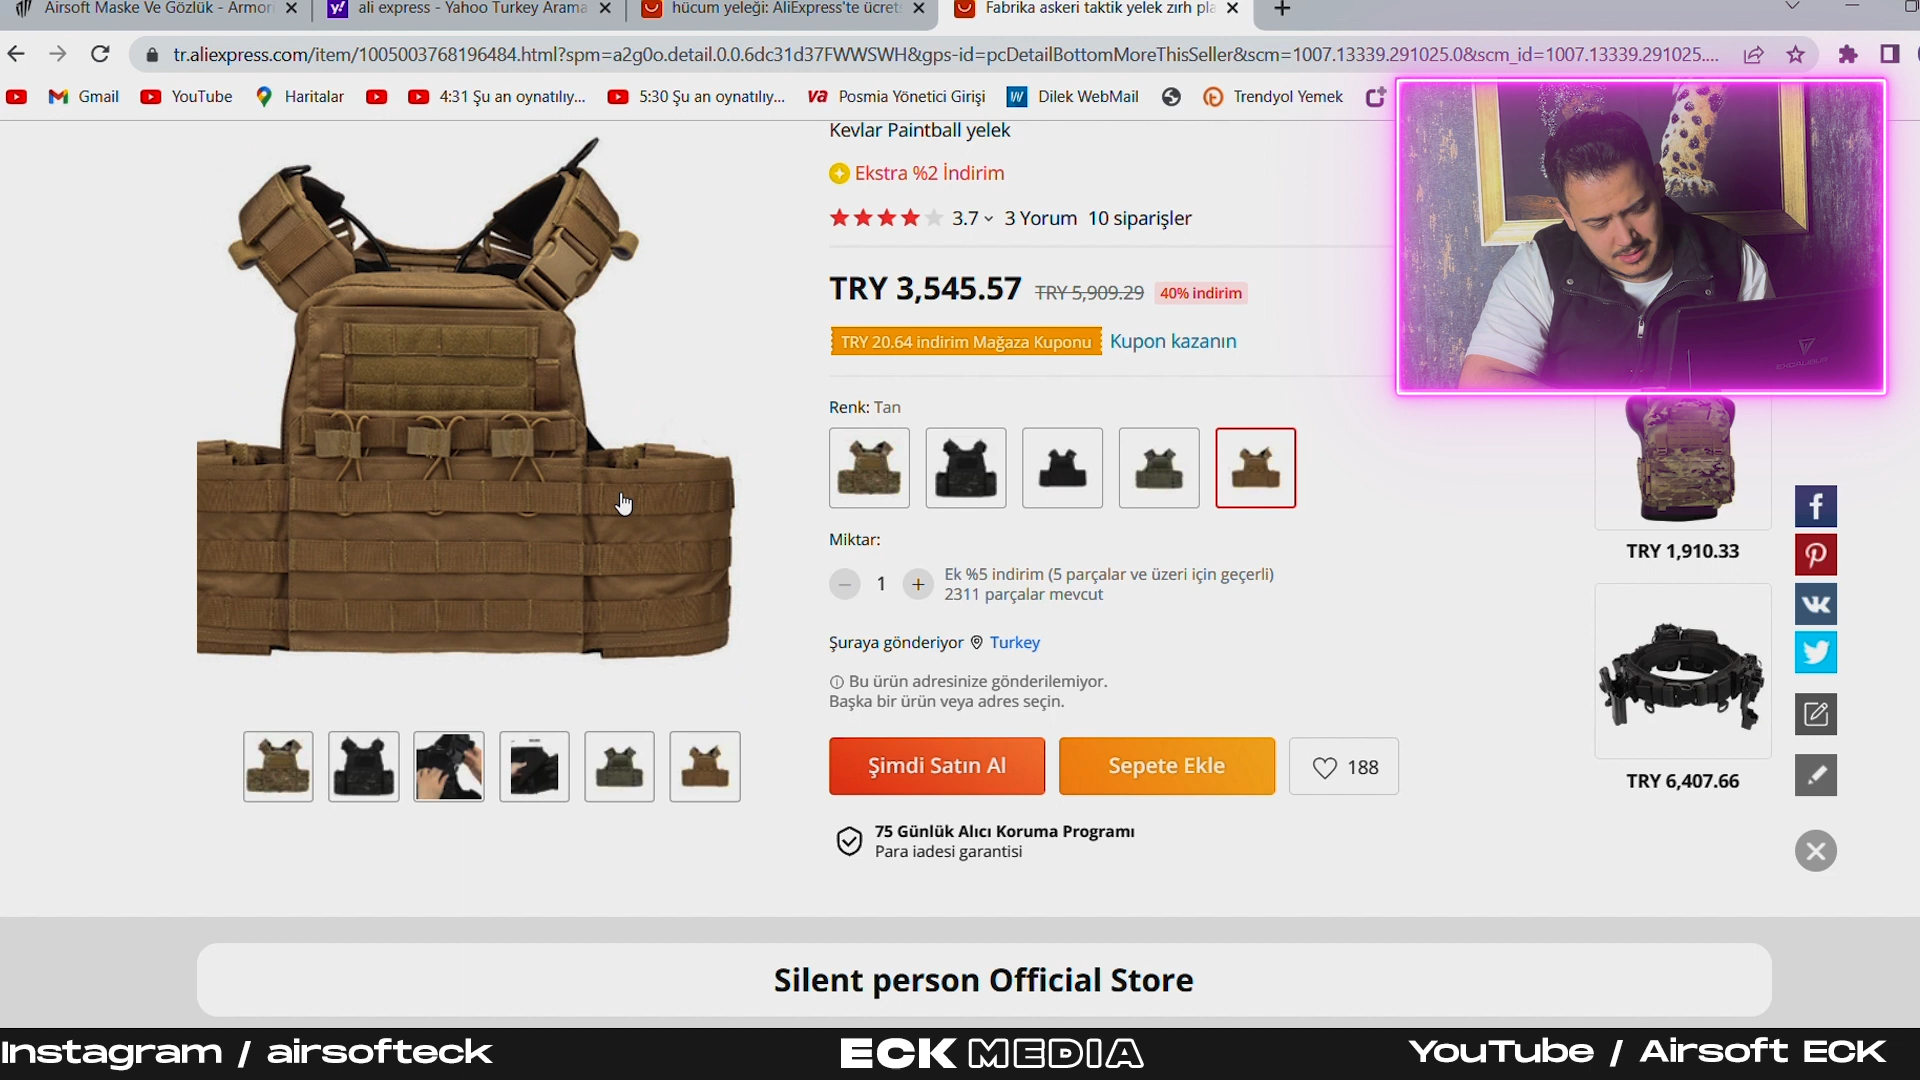 Airsoft Maske Ve Gözlük - Armori
ali express - Yahoo Turkey Arama
hücum yeleği: AliExpress'te ücrets
Fabrika askeri taktik yelek zırh pla
tr.aliexpress.com/item/1005003768196484.html?spm=a2g0o.detail.0.0.6dc31d37FWWSWH&gps-id=pcDetailBottomMoreThisSeller&scm=1007.13339.291025.0&scm_id=1007.13339.291025....
Gmail
YouTube
Haritalar
4:31 Şu an oynatılıy...
5:30 Şu an oynatılıy...
va Posmia Yönetici Girişi
W Dilek WebMail
Trendyol Yemek
Kevlar Paintball yelek
Ekstra %2 İndirim
3.7 3 Yorum 10 siparişler
TRY 3,545.57 TRY 5,909.29 40% indirim
TRY 20.64 indirim Mağaza Kuponu Kupon kazanın
Renk: Tan
Miktar:
1
Ek %5 indirim (5 parçalar ve üzeri için geçerli)
2311 parçalar mevcut
Şuraya gönderiyor Turkey
Bu ürün adresinize gönderilemiyor.
Başka bir ürün veya adres seçin.
Şimdi Satın Al
Sepete Ekle
188
75 Günlük Alıcı Koruma Programı
Para iadesi garantisi
EXCALIBUR
TRY 1,910.33
TRY 6,407.66
Silent person Official Store
Instagram / airsofteck
ECK MEDIA
YouTube / Airsoft ECK